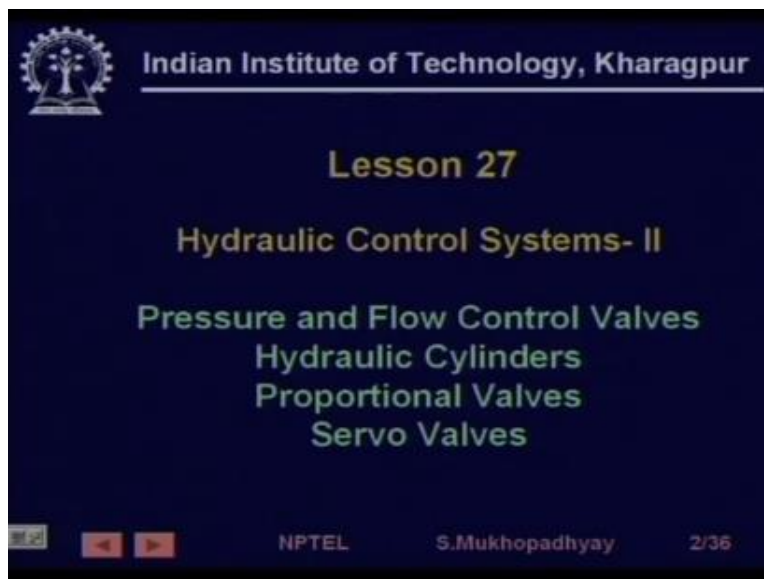 Indian Institute of Technology, Kharagpur
Lesson 27
Hydraulic Control Systems- II
Pressure and Flow Control Valves
Hydraulic Cylinders
Proportional Valves
Servo Valves
NPTEL S.Mukhopadhyay 2/36